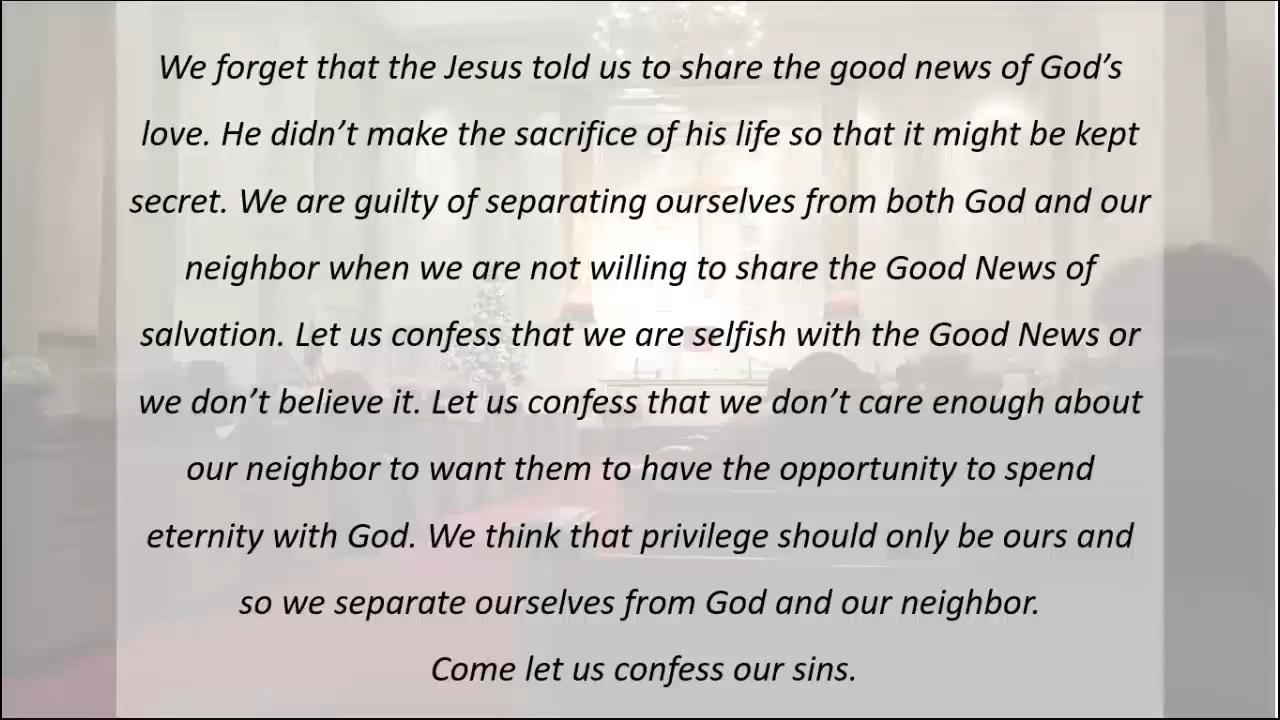 We forget that the Jesus told us to share the good news of God’s
love. He didn’t make the sacrifice of his life so that it might be kept
secret. We are guilty of separating ourselves from both God and our
neighbor when we are not willing to share the Good News of
salvation. Let us confess that we are selfish with the Good News or
we don’t believe it. Let us confess that we don’t care enough about
our neighbor to want them to have the opportunity to spend
eternity with God. We think that privilege should only be ours and
so we separate ourselves from God and our neighbor.
Come let us confess our sins.